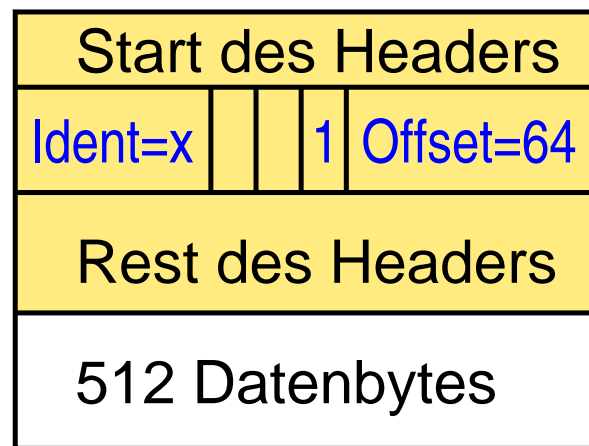 Start des Headers
Ident=x 1 Offset=64
Rest des Headers
512 Datenbytes